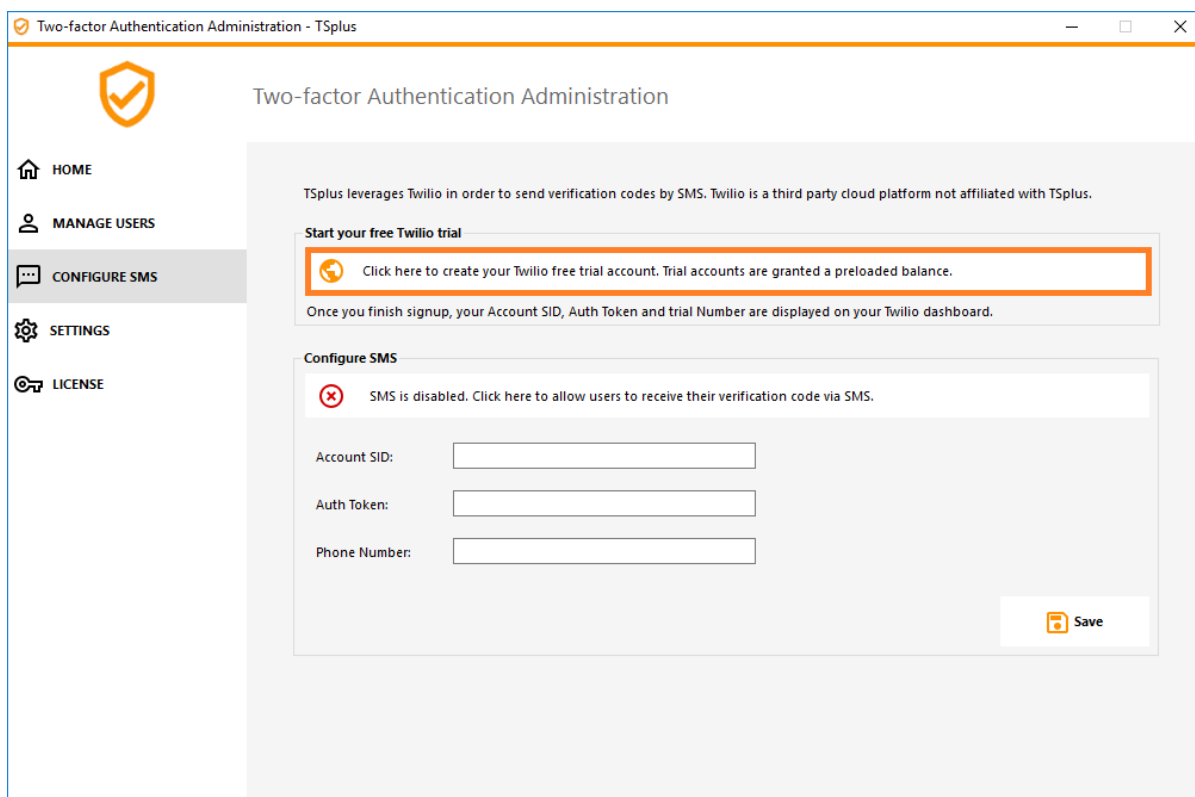 Two-factor Authentication Administration - TSplus
Two-factor Authentication Administration
HOME
MANAGE USERS
CONFIGURE SMS
SETTINGS
LICENSE
TSplus leverages Twilio in order to send verification codes by SMS. Twilio is a third party cloud platform not affiliated with TSplus.
Start your free Twilio trial
Click here to create your Twilio free trial account. Trial accounts are granted a preloaded balance.
Once you finish signup, your Account SID, Auth Token and trial Number are displayed on your Twilio dashboard.
Configure SMS
SMS is disabled. Click here to allow users to receive their verification code via SMS.
Account SID:
Auth Token:
Phone Number:
Save